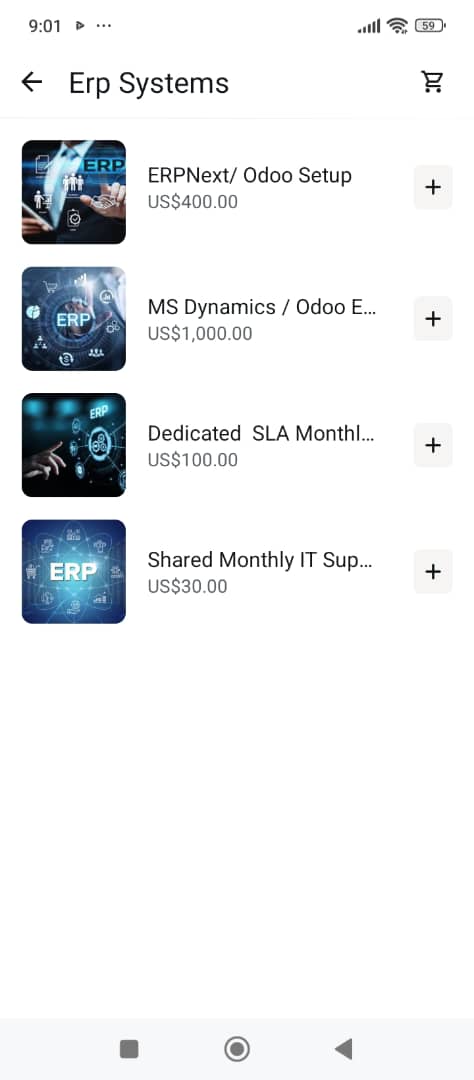 9:01
59
Erp Systems
ERP
ERPNext/ Odoo Setup
US$400.00
+
ERP
MS Dynamics / Odoo E...
US$1,000.00
+
ERP
Dedicated  SLA Monthl...
US$100.00
+
ERP
Shared Monthly IT Sup...
US$30.00
+